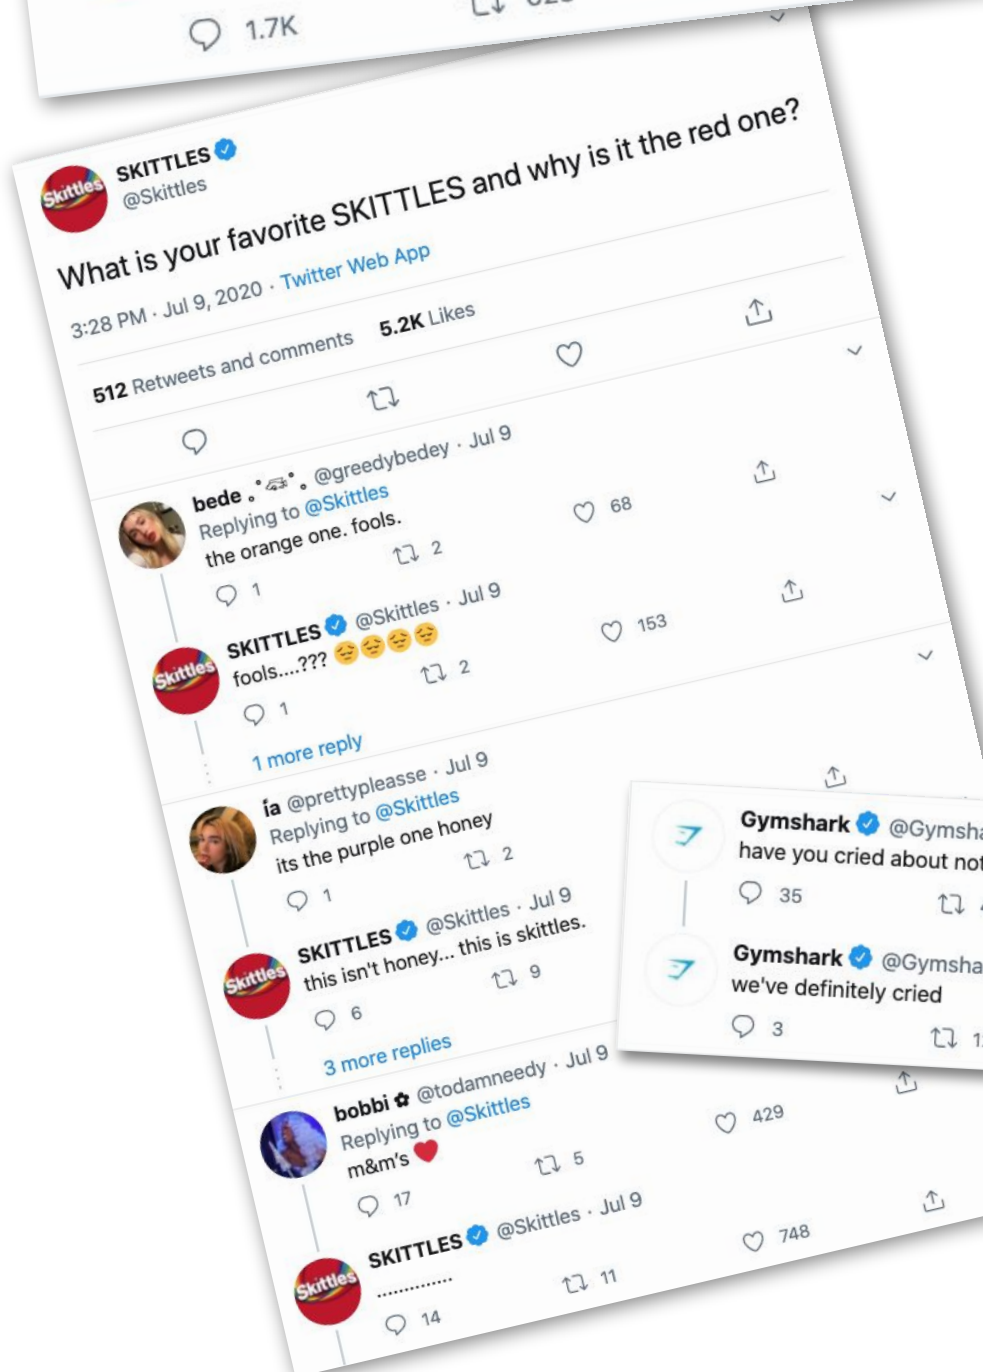 1.7K
SKITTLES
@Skittles
What is your favorite SKITTLES and why is it the red one?
3:28 PM · Jul 9, 2020 · Twitter Web App
512 Retweets and comments 5.2K Likes
bede @greedybedey · Jul 9
Replying to @Skittles
the orange one. fools.
1 2 68
SKITTLES @Skittles · Jul 9
fools....??? 😔😔😔😔
1 2 153
1 more reply
ía @prettypleasse · Jul 9
Replying to @Skittles
its the purple one honey
1 2
SKITTLES @Skittles · Jul 9
this isn't honey... this is skittles.
6 9
3 more replies
bobbi ✿ @todamneedy · Jul 9
Replying to @Skittles
m&m's ❤️
17 5 429
SKITTLES @Skittles · Jul 9
..............
14 11 748
Gymshark @Gymsha
have you cried about not
35
Gymshark @Gymsha
we've definitely cried
3
Skittles
Skittles
Skittles
Skittles